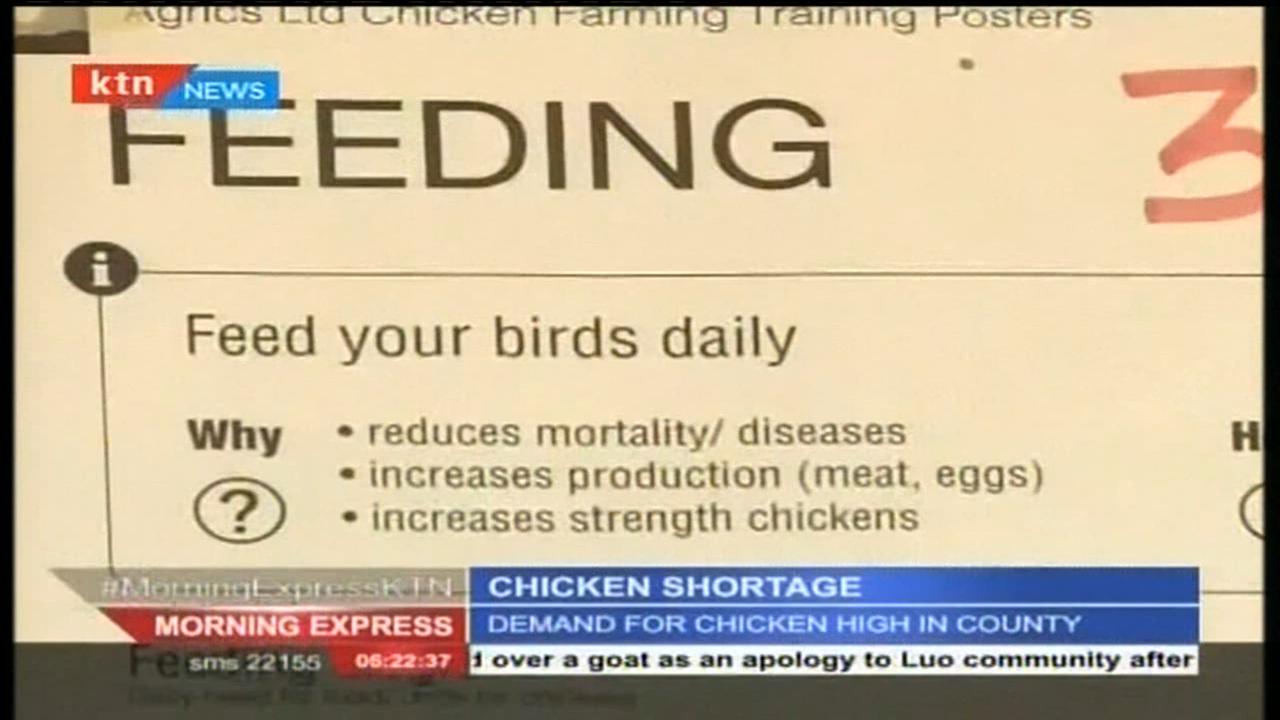 Agrics Ltd Chicken Farming Training Posters
ktn NEWS
FEEDING
3
i
Feed your birds daily
Why
• reduces mortality/ diseases
? • increases production (meat, eggs)
• increases strength chickens
#MorningExpressKTN
CHICKEN SHORTAGE
MORNING EXPRESS
DEMAND FOR CHICKEN HIGH IN COUNTY
sms 22155 06:22:37
over a goat as an apology to Luo community after